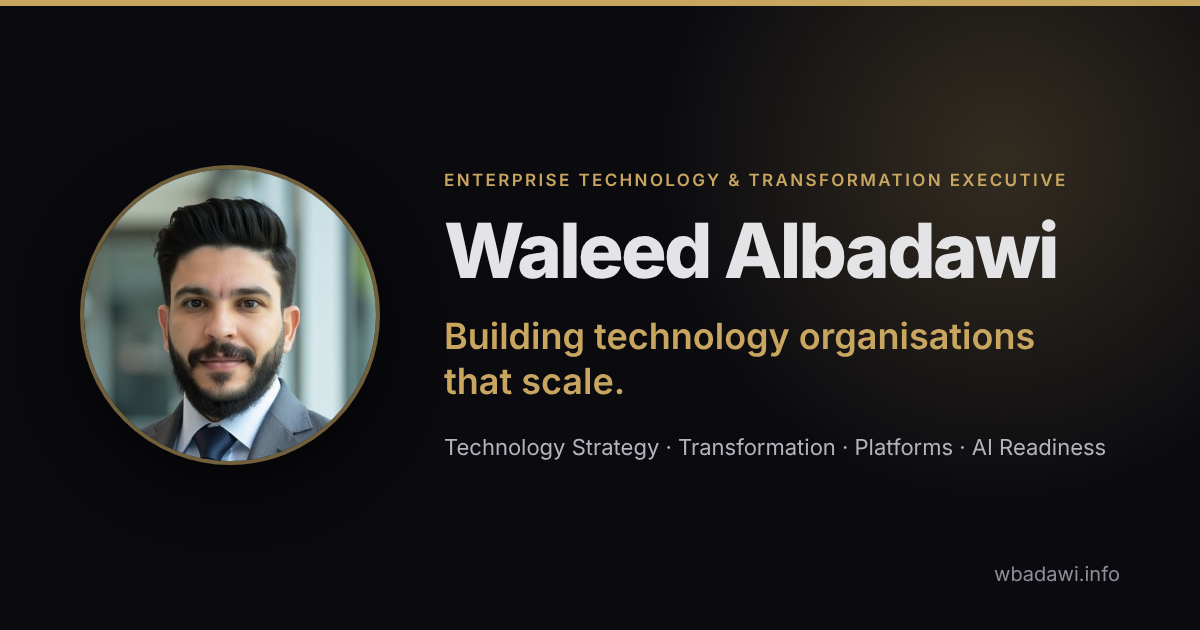 ENTERPRISE TECHNOLOGY & TRANSFORMATION EXECUTIVE
Waleed Albadawi
Building technology organisations
that scale.
Technology Strategy · Transformation · Platforms · AI Readiness
wbadawi.info